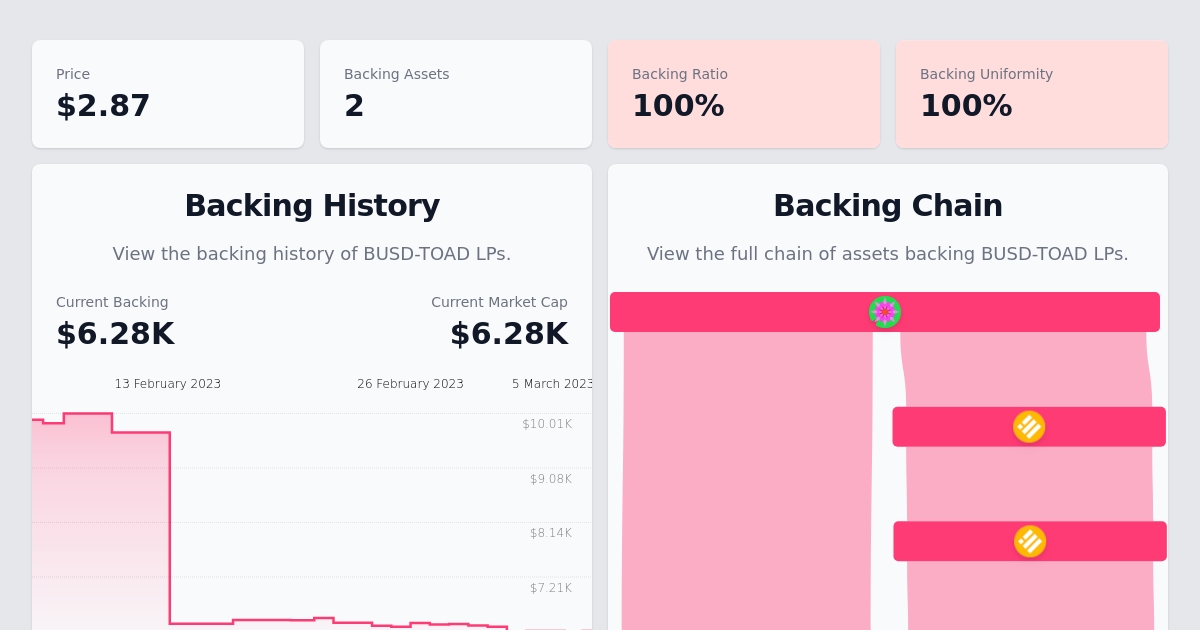 Price
$2.87
Backing Assets
2
Backing Ratio
100%
Backing Uniformity
100%
Backing History
View the backing history of BUSD-TOAD LPs.
Current Backing
$6.28K
Current Market Cap
$6.28K
13 February 2023
26 February 2023
5 March 2023
$10.01K
$9.08K
$8.14K
$7.21K
Backing Chain
View the full chain of assets backing BUSD-TOAD LPs.